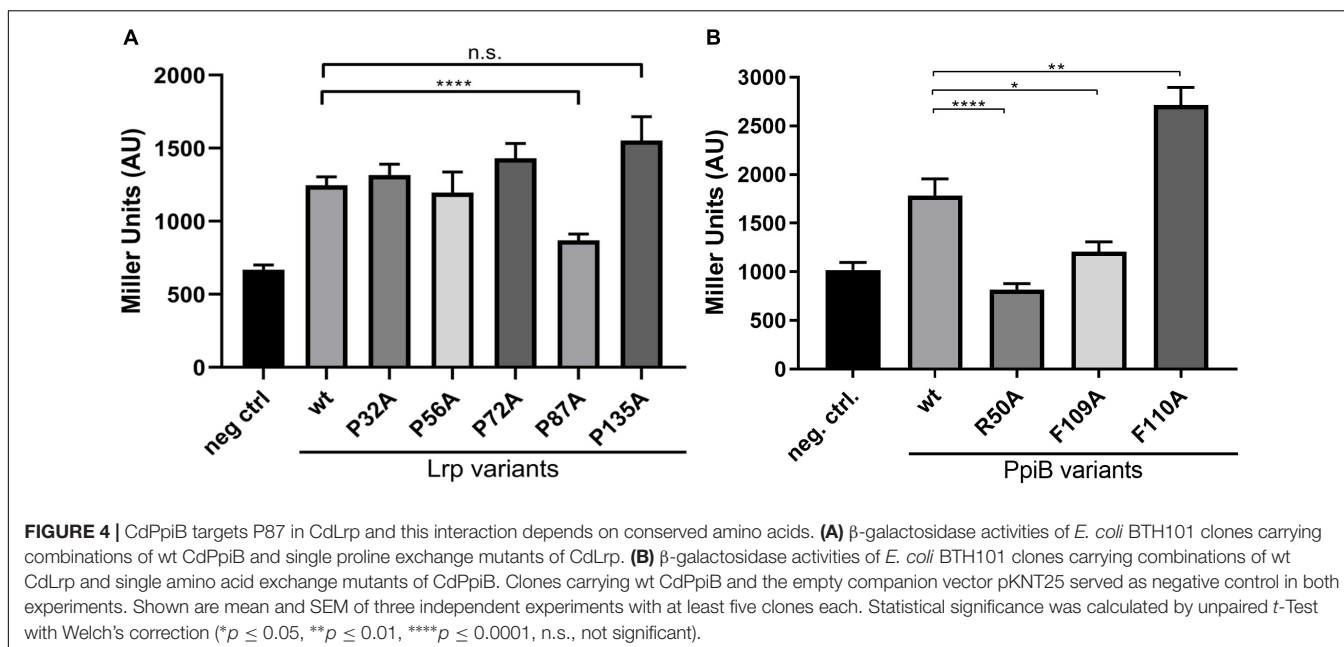 A
n.s.
****
2000
1500
1000
500
0
Miller Units (AU)
neg ctrl
wt
P32A
P56A
P72A
P87A
P135A
Lrp variants
B
**
*
****
3000
2500
2000
1500
1000
500
0
Miller Units (AU)
neg. ctrl.
wt
R50A
F109A
F110A
PpiB variants
FIGURE 4 | CdPpiB targets P87 in CdLrp and this interaction depends on conserved amino acids. (A) β-galactosidase activities of E. coli BTH101 clones carrying
combinations of wt CdPpiB and single proline exchange mutants of CdLrp. (B) β-galactosidase activities of E. coli BTH101 clones carrying combinations of wt
CdLrp and single amino acid exchange mutants of CdPpiB. Clones carrying wt CdPpiB and the empty companion vector pKNT25 served as negative control in both
experiments. Shown are mean and SEM of three independent experiments with at least five clones each. Statistical significance was calculated by unpaired t-Test
with Welch's correction (*p ≤ 0.05, **p ≤ 0.01, ****p ≤ 0.0001, n.s., not significant).